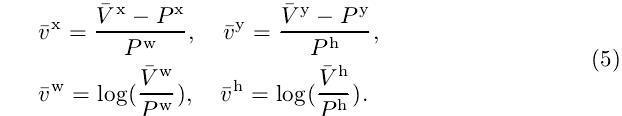 v̄ˣ = (V̄ˣ − Pˣ) / Pʷ, v̄ʸ = (V̄ʸ − Pʸ) / Pʰ,
(5)
v̄ʷ = log(V̄ʷ / Pʷ), v̄ʰ = log(V̄ʰ / Pʰ).